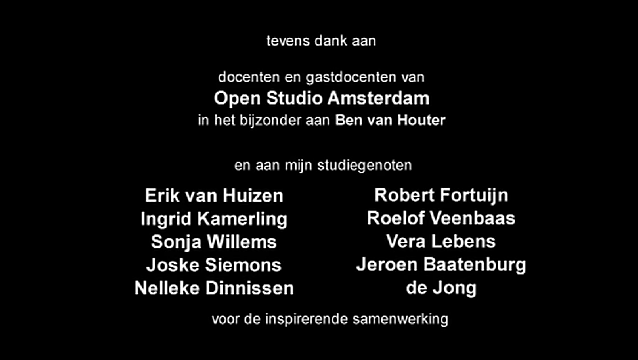 tevens dank aan
docenten en gastdocenten van
Open Studio Amsterdam
in het bijzonder aan Ben van Houter
en aan mijn studiegenoten
Erik van Huizen
Ingrid Kamerling
Sonja Willems
Joske Siemons
Nelleke Dinnissen
Robert Fortuijn
Roelof Veenbaas
Vera Lebens
Jeroen Baatenburg
de Jong
voor de inspirerende samenwerking